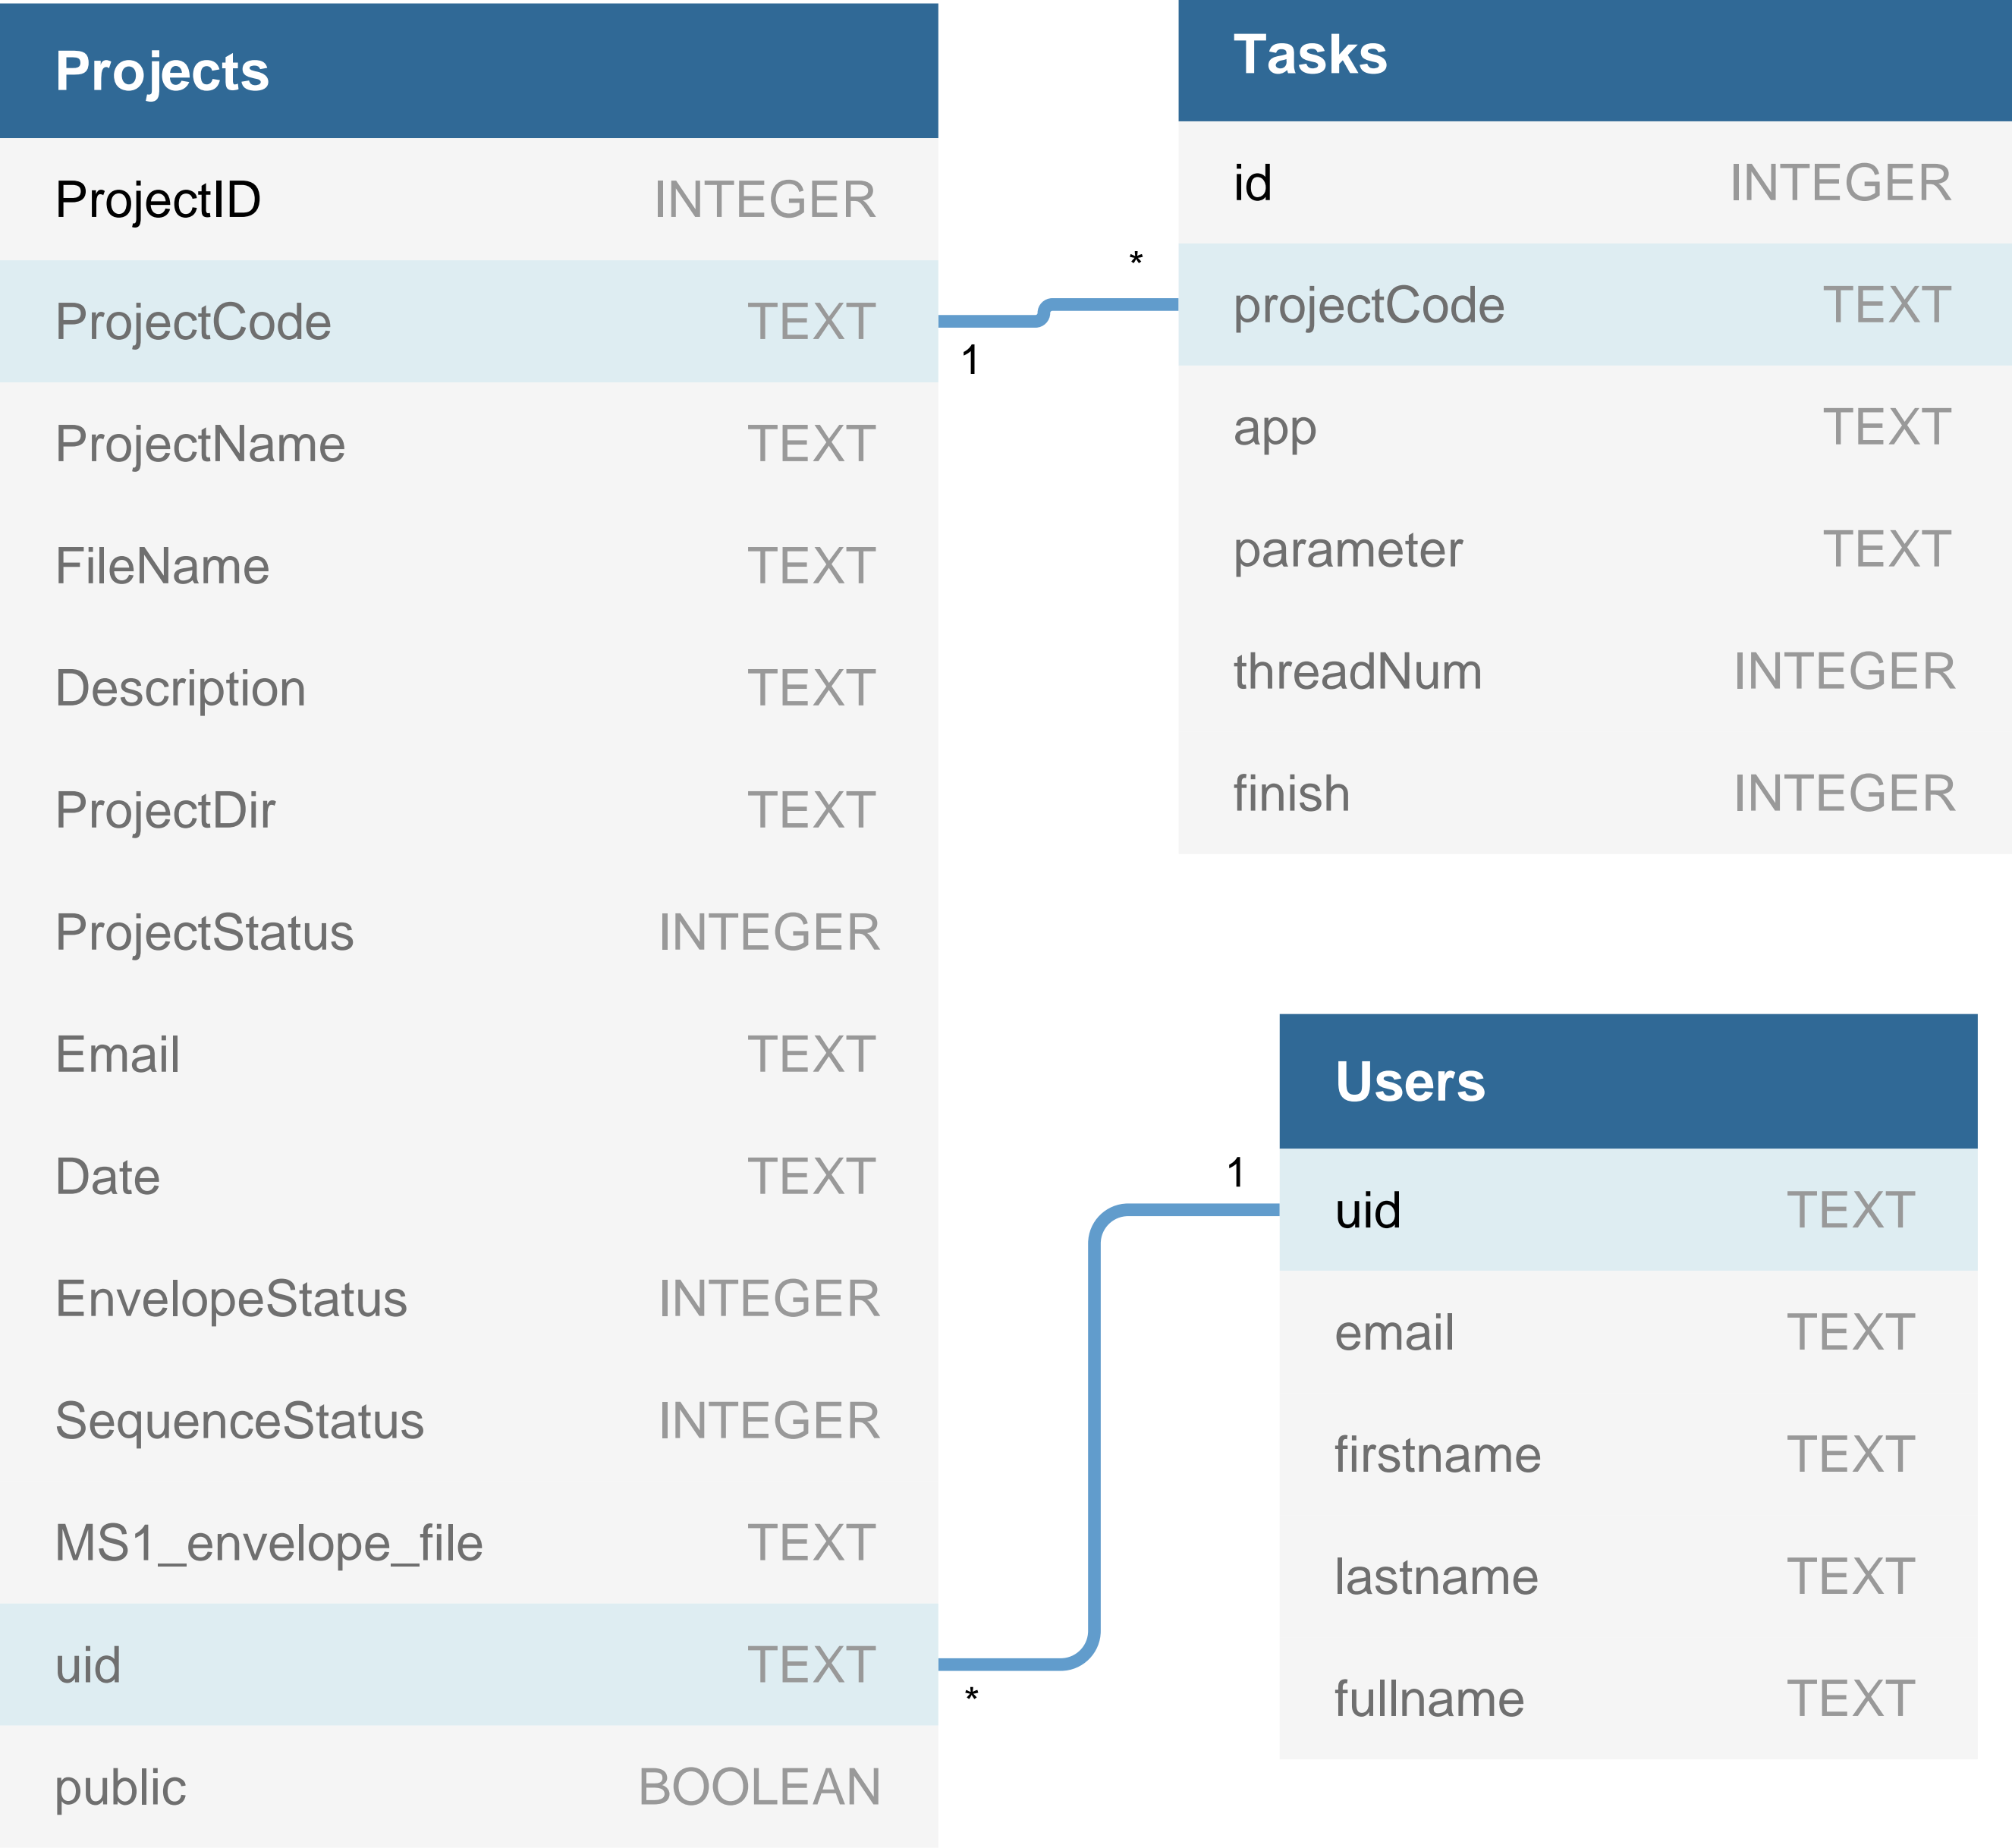 Projects
ProjectID INTEGER
ProjectCode TEXT
ProjectName TEXT
FileName TEXT
Description TEXT
ProjectDir TEXT
ProjectStatus INTEGER
Email TEXT
Date TEXT
EnvelopeStatus INTEGER
SequenceStatus INTEGER
MS1_envelope_file TEXT
uid TEXT
public BOOLEAN
1
*
*
1
Tasks
id INTEGER
projectCode TEXT
app TEXT
parameter TEXT
threadNum INTEGER
finish INTEGER
Users
uid TEXT
email TEXT
firstname TEXT
lastname TEXT
fullname TEXT